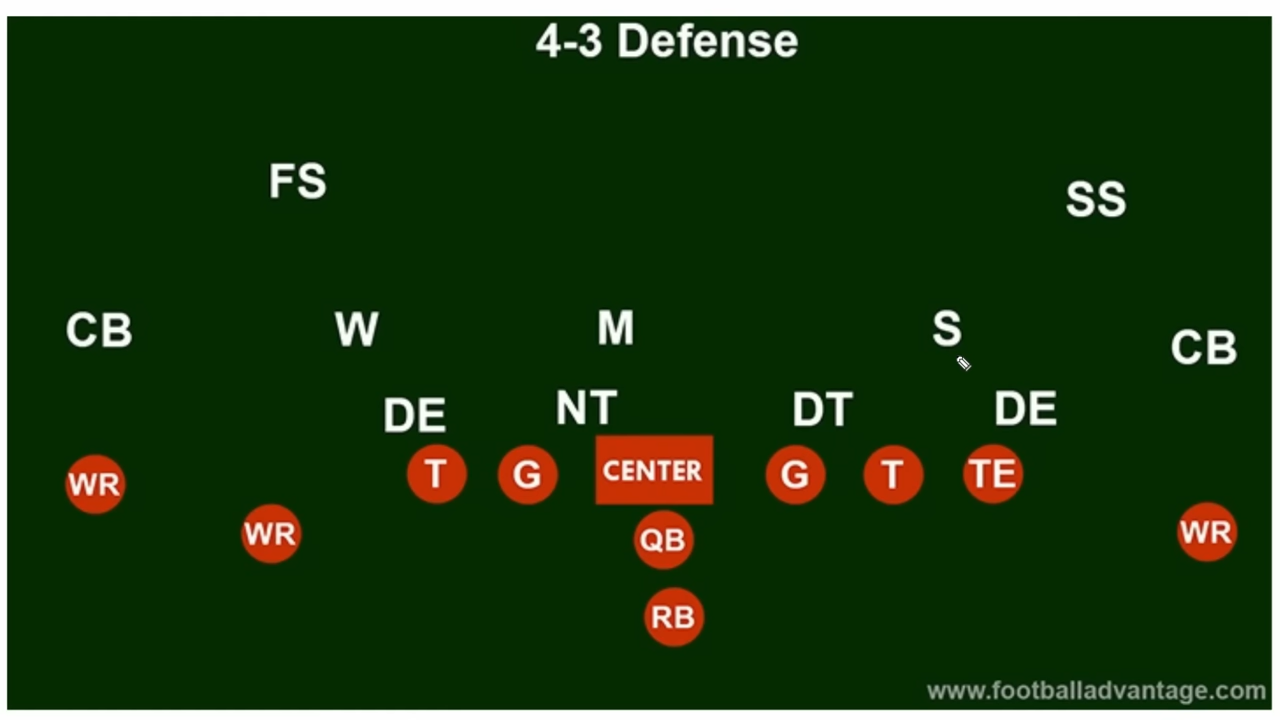 4-3 Defense
FS
SS
CB W M S CB
DE NT DT DE
WR T G CENTER G T TE
WR QB WR
RB
www.footballadvantage.com